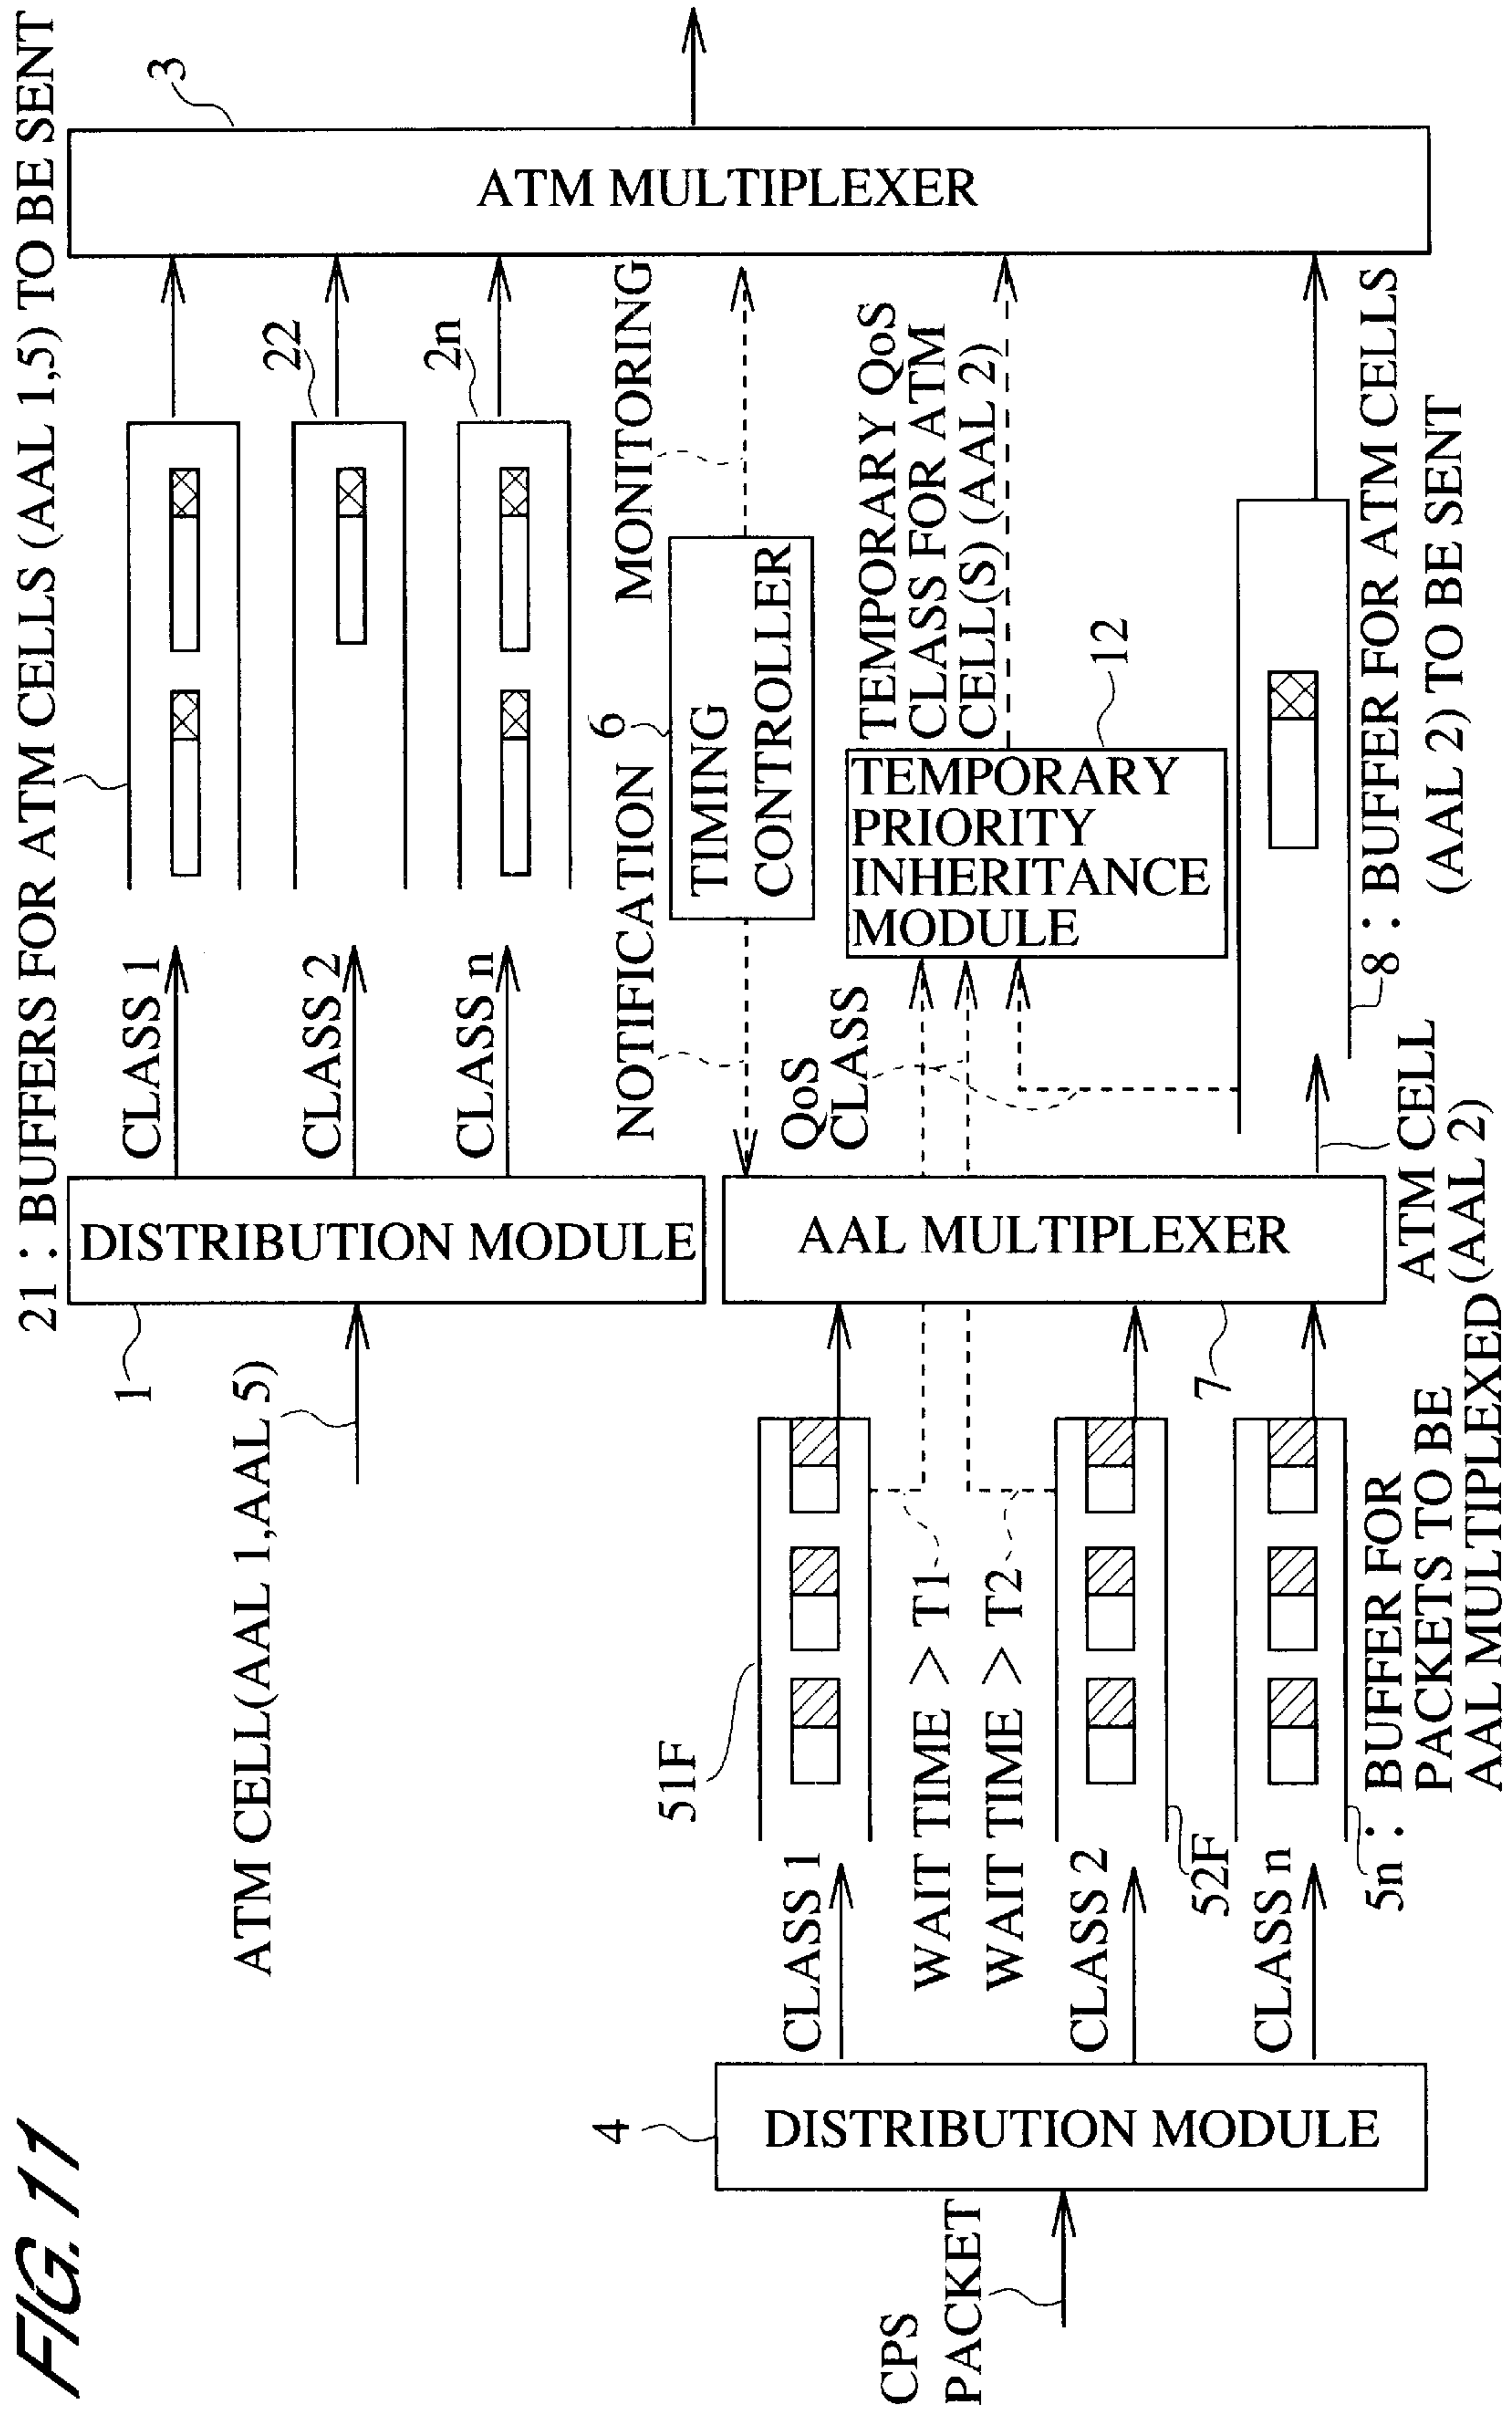 FIG. 11
21 : BUFFERS FOR ATM CELLS (AAL 1,5) TO BE SENT
3
ATM CELL(AAL 1,AAL 5)
1
DISTRIBUTION MODULE
CLASS 1
CLASS 2
CLASS n
22
2n
ATM MULTIPLEXER
NOTIFICATION
6
MONITORING
TIMING
CONTROLLER
CPS
PACKET
4
DISTRIBUTION MODULE
CLASS 1
51F
WAIT TIME > T1
WAIT TIME > T2
CLASS 2
52F
CLASS n
5n : BUFFER FOR
PACKETS TO BE
AAL MULTIPLEXED
7
AAL MULTIPLEXER
QoS
CLASS
TEMPORARY
PRIORITY
INHERITANCE
MODULE
12
TEMPORARY QoS
CLASS FOR ATM
CELL(S) (AAL 2)
ATM CELL
(AAL 2)
8 : BUFFER FOR ATM CELLS
(AAL 2) TO BE SENT